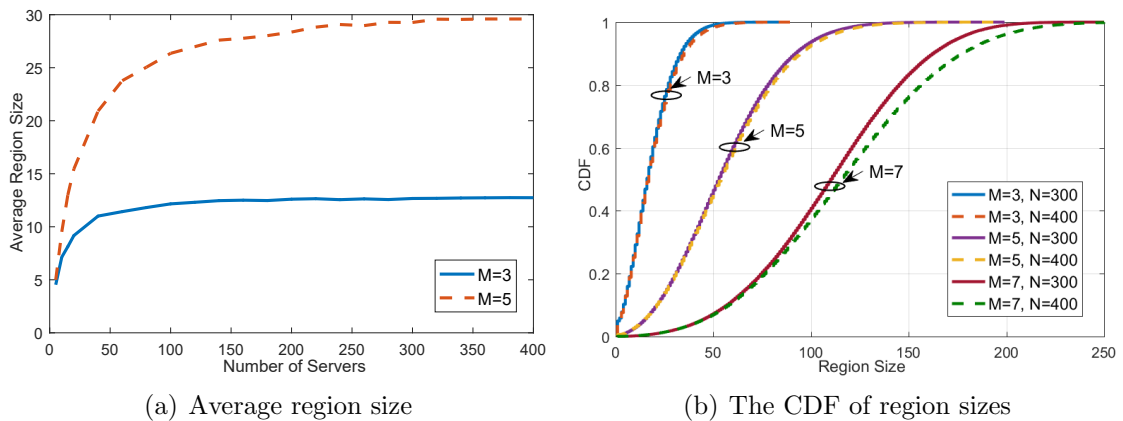 30
25
20
15
10
5
0
0
50
100
150
200
250
300
350
400
Average Region Size
Number of Servers
M=3
M=5
(a) Average region size
1
0.8
0.6
0.4
0.2
0
0
50
100
150
200
250
CDF
Region Size
M=3
M=5
M=7
M=3, N=300
M=3, N=400
M=5, N=300
M=5, N=400
M=7, N=300
M=7, N=400
(b) The CDF of region sizes